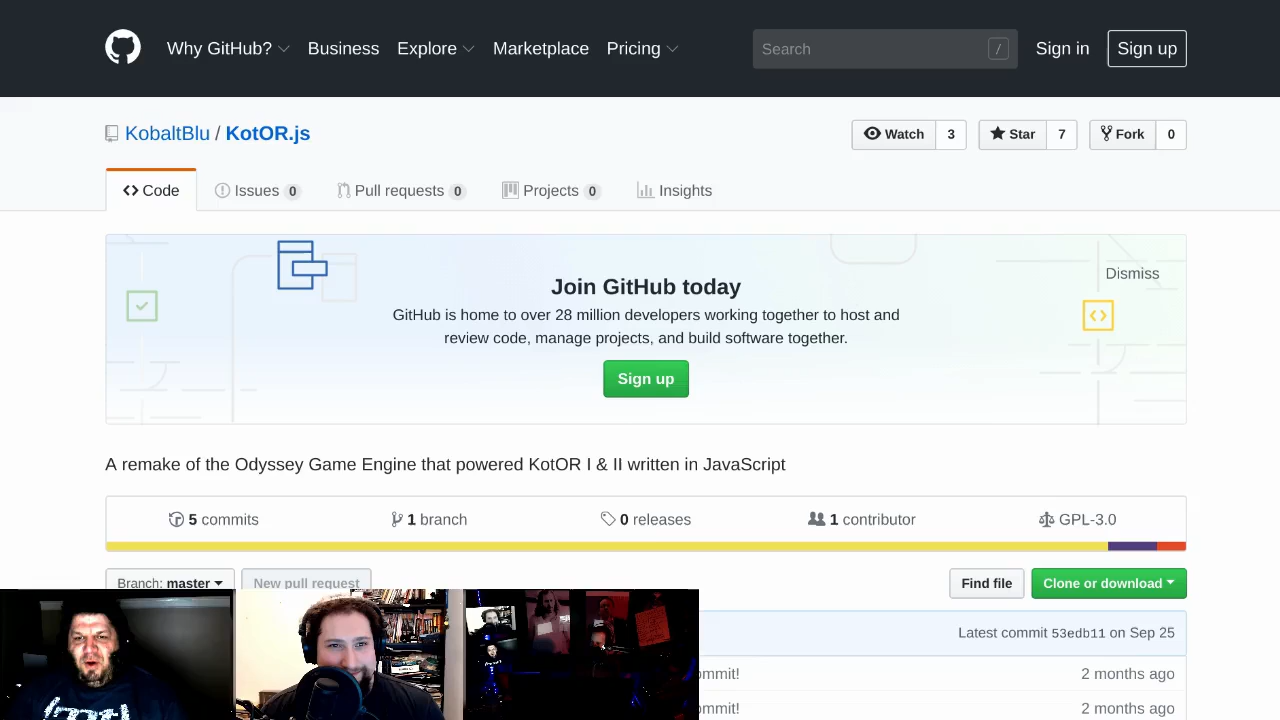 Why GitHub? Business Explore Marketplace Pricing Search / Sign in Sign up
KobaltBlu / KotOR.js Watch 3 Star 7 Fork 0
Code Issues 0 Pull requests 0 Projects 0 Insights
Dismiss
Join GitHub today
GitHub is home to over 28 million developers working together to host and
review code, manage projects, and build software together.
Sign up
A remake of the Odyssey Game Engine that powered KotOR I & II written in JavaScript
5 commits 1 branch 0 releases 1 contributor GPL-3.0
Branch: master New pull request Find file Clone or download
Latest commit 53edb11 on Sep 25
mmit! 2 months ago
mmit! 2 months ago